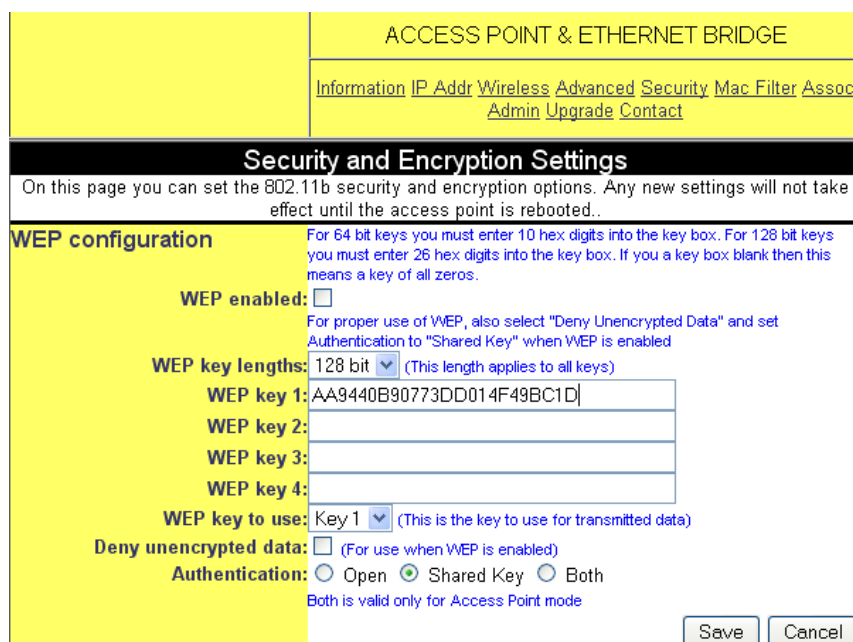 ACCESS POINT & ETHERNET BRIDGE
Information IP Addr Wireless Advanced Security Mac Filter Assoc
Admin Upgrade Contact
Security and Encryption Settings
On this page you can set the 802.11b security and encryption options. Any new settings will not take
effect until the access point is rebooted..
WEP configuration
For 64 bit keys you must enter 10 hex digits into the key box. For 128 bit keys
you must enter 26 hex digits into the key box. If you a key box blank then this
means a key of all zeros.
WEP enabled:
For proper use of WEP, also select "Deny Unencrypted Data" and set
Authentication to "Shared Key" when WEP is enabled
WEP key lengths: 128 bit (This length applies to all keys)
WEP key 1: AA9440B90773DD014F49BC1D
WEP key 2:
WEP key 3:
WEP key 4:
WEP key to use: Key 1 (This is the key to use for transmitted data)
Deny unencrypted data: (For use when WEP is enabled)
Authentication: Open Shared Key Both
Both is valid only for Access Point mode
Save Cancel